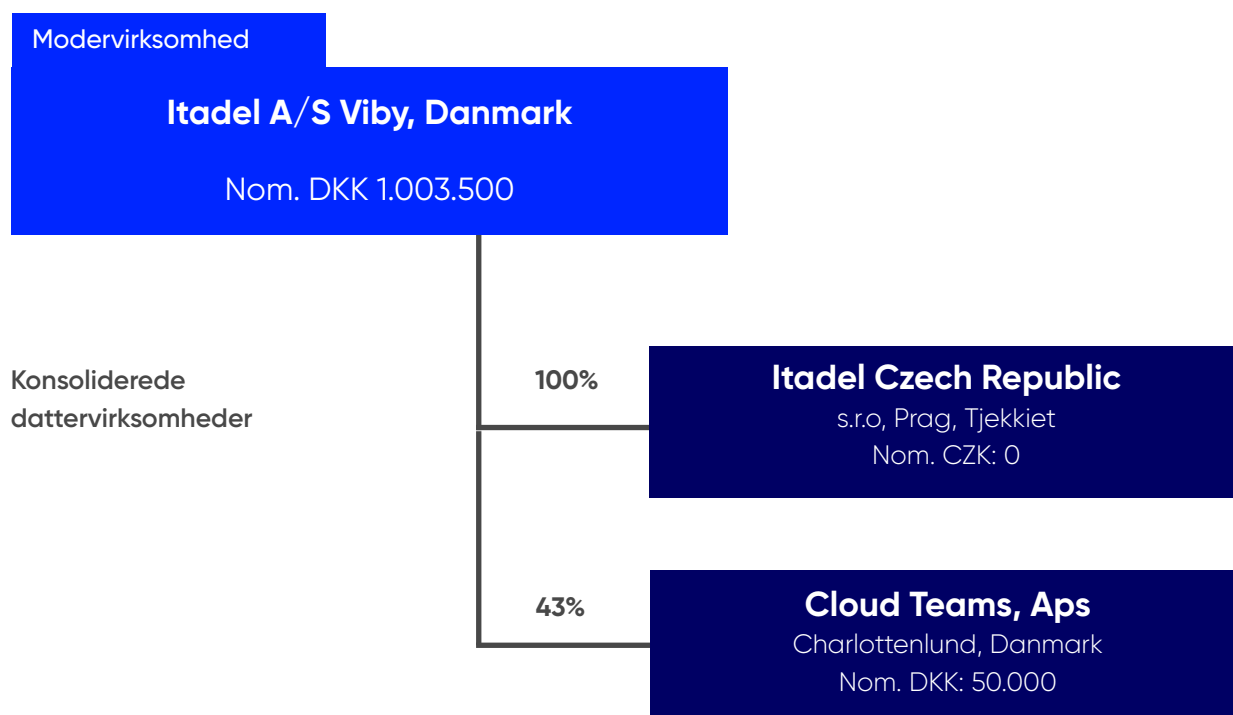 Modervirksomhed
Itadel A/S Viby, Danmark
Nom. DKK 1.003.500
Konsoliderede
dattervirksomheder
100%
Itadel Czech Republic
s.r.o, Prag, Tjekkiet
Nom. CZK: 0
43%
Cloud Teams, Aps
Charlottenlund, Danmark
Nom. DKK: 50.000